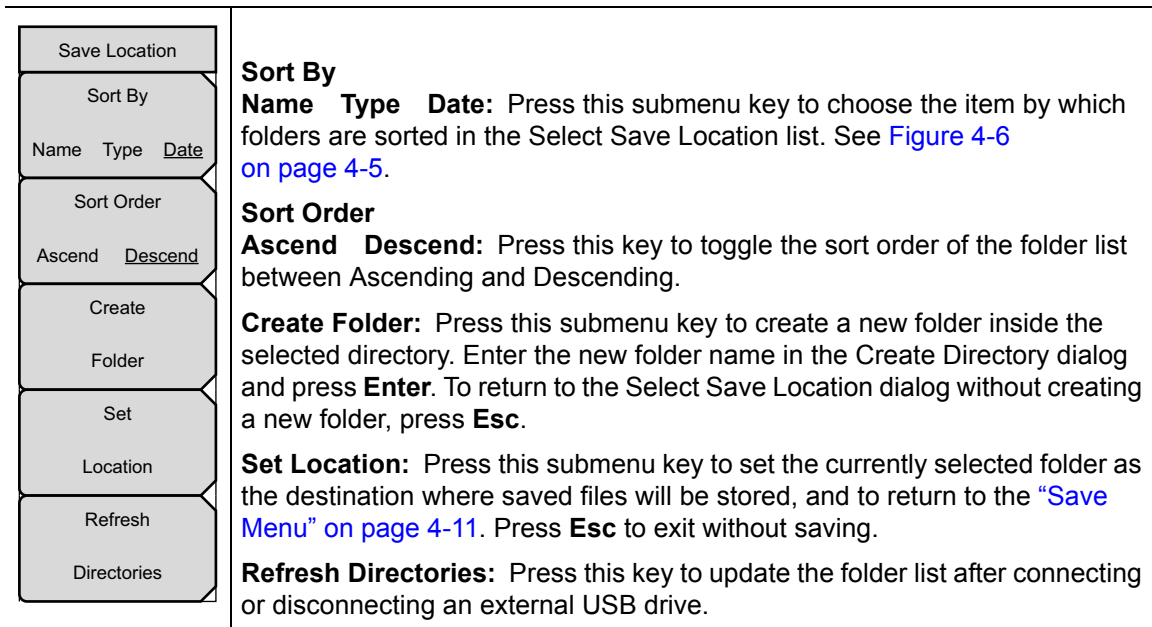 Save Location
Sort By
Name Type Date
Sort Order
Ascend Descend
Create
Folder
Set
Location
Refresh
Directories
Sort By
Name Type Date: Press this submenu key to choose the item by which
folders are sorted in the Select Save Location list. See Figure 4-6
on page 4-5.
Sort Order
Ascend Descend: Press this key to toggle the sort order of the folder list
between Ascending and Descending.
Create Folder: Press this submenu key to create a new folder inside the
selected directory. Enter the new folder name in the Create Directory dialog
and press Enter. To return to the Select Save Location dialog without creating
a new folder, press Esc.
Set Location: Press this submenu key to set the currently selected folder as
the destination where saved files will be stored, and to return to the “Save
Menu” on page 4-11. Press Esc to exit without saving.
Refresh Directories: Press this key to update the folder list after connecting
or disconnecting an external USB drive.